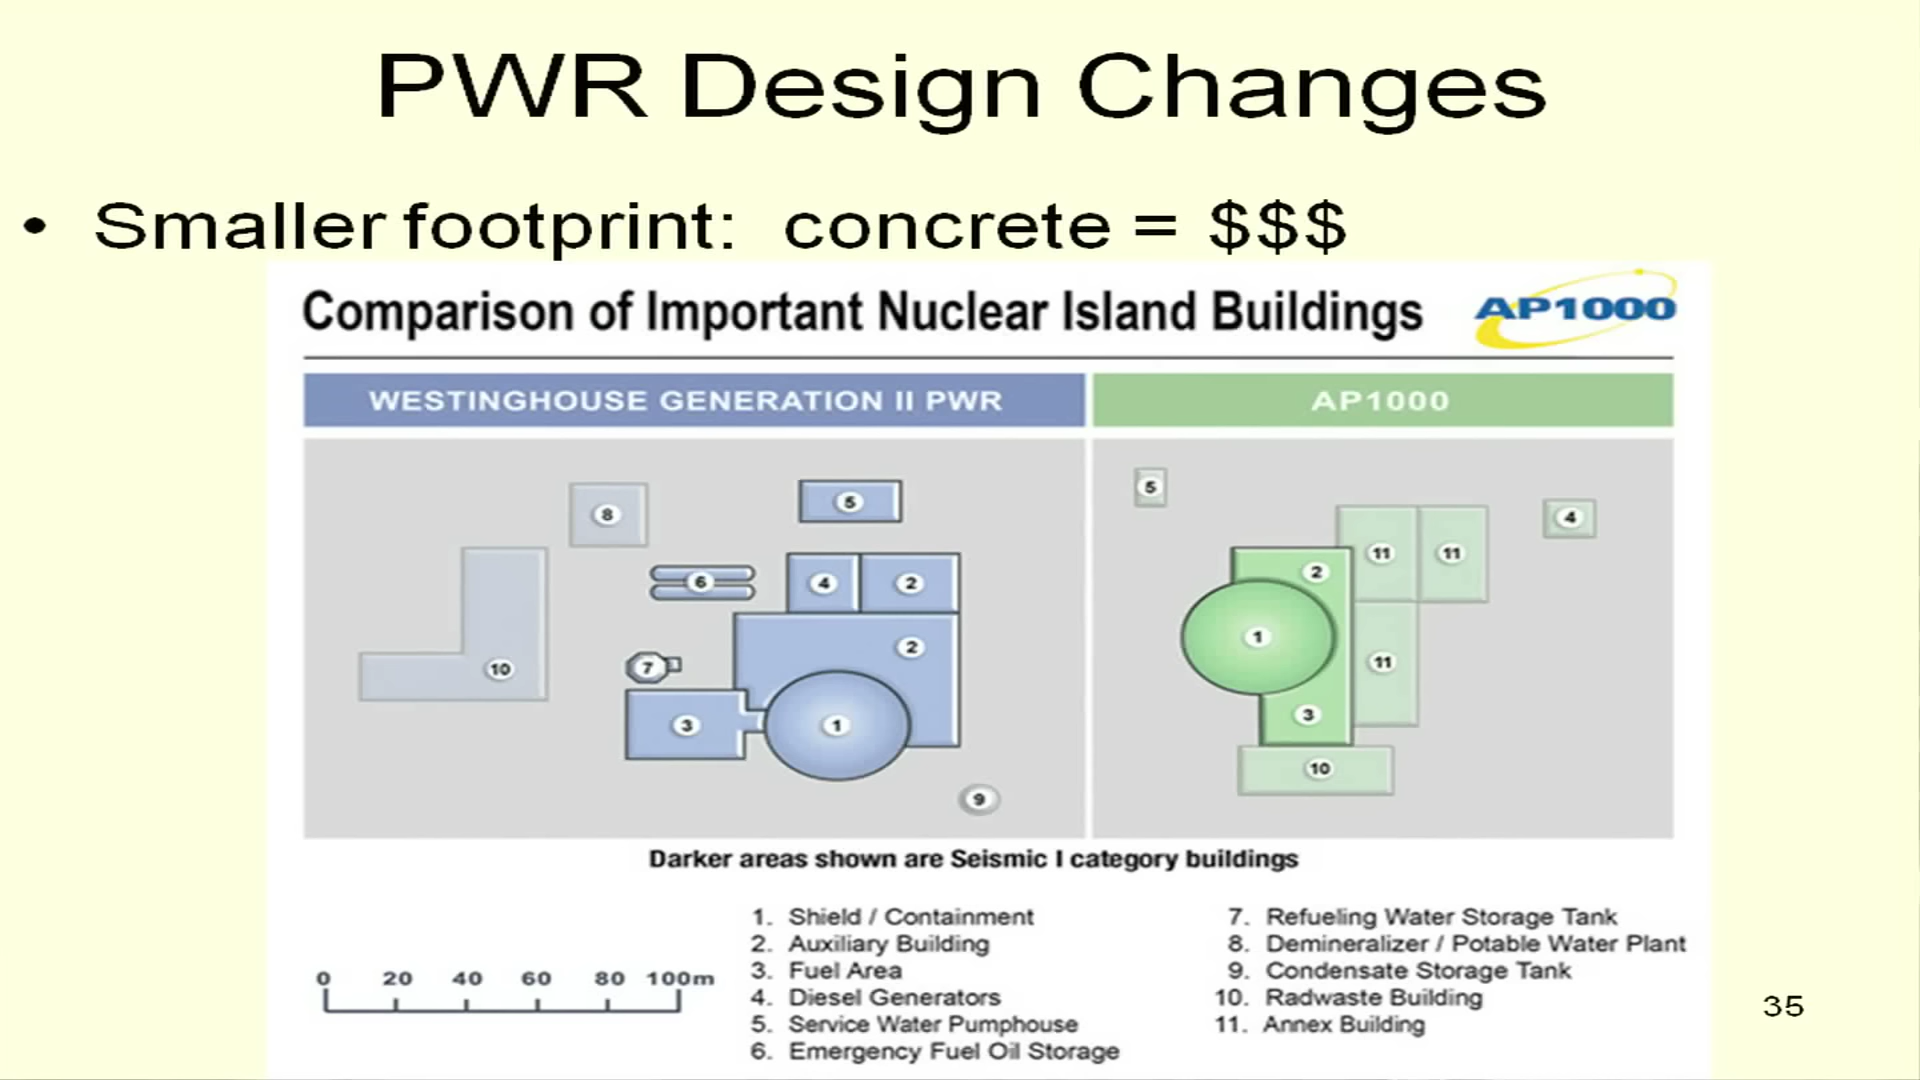 PWR Design Changes
• Smaller footprint: concrete = $$$
Comparison of Important Nuclear Island Buildings
AP1000
WESTINGHOUSE GENERATION II PWR
AP1000
8
5
6
4
2
2
10
7
3
1
9
5
4
11
11
2
1
11
3
10
Darker areas shown are Seismic I category buildings
0 20 40 60 80 100m
1. Shield / Containment
2. Auxiliary Building
3. Fuel Area
4. Diesel Generators
5. Service Water Pumphouse
6. Emergency Fuel Oil Storage
7. Refueling Water Storage Tank
8. Demineralizer / Potable Water Plant
9. Condensate Storage Tank
10. Radwaste Building
11. Annex Building
35